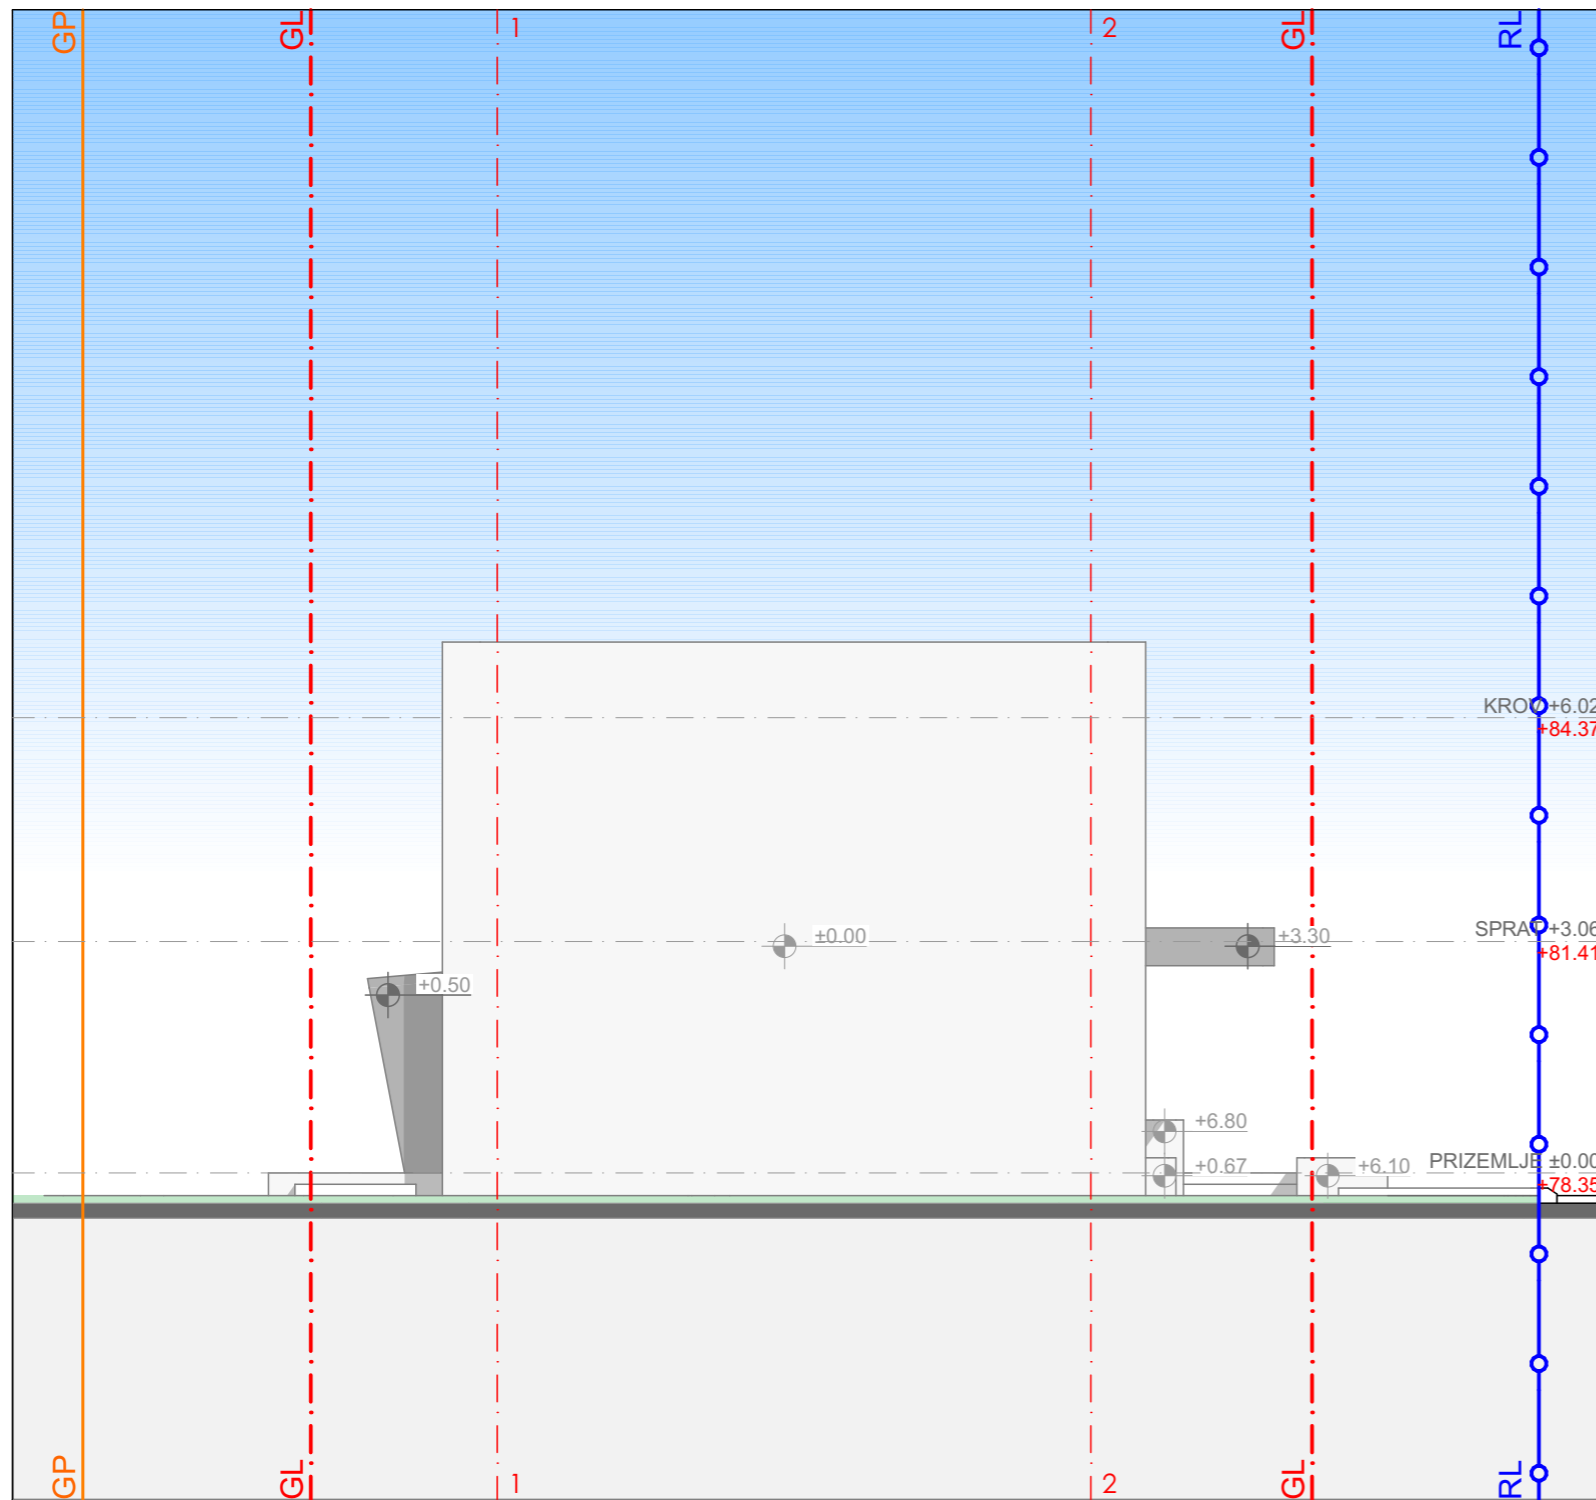 GP
GL
1
2
GL
RL
KROV +6.02
+84.37
±0.00
+3.30
SPRAT +3.06
+81.41
+0.50
+6.80
+0.67
+6.10
PRIZEMLJE ±0.00
+78.35
GP
GL
1
2
GL
RL